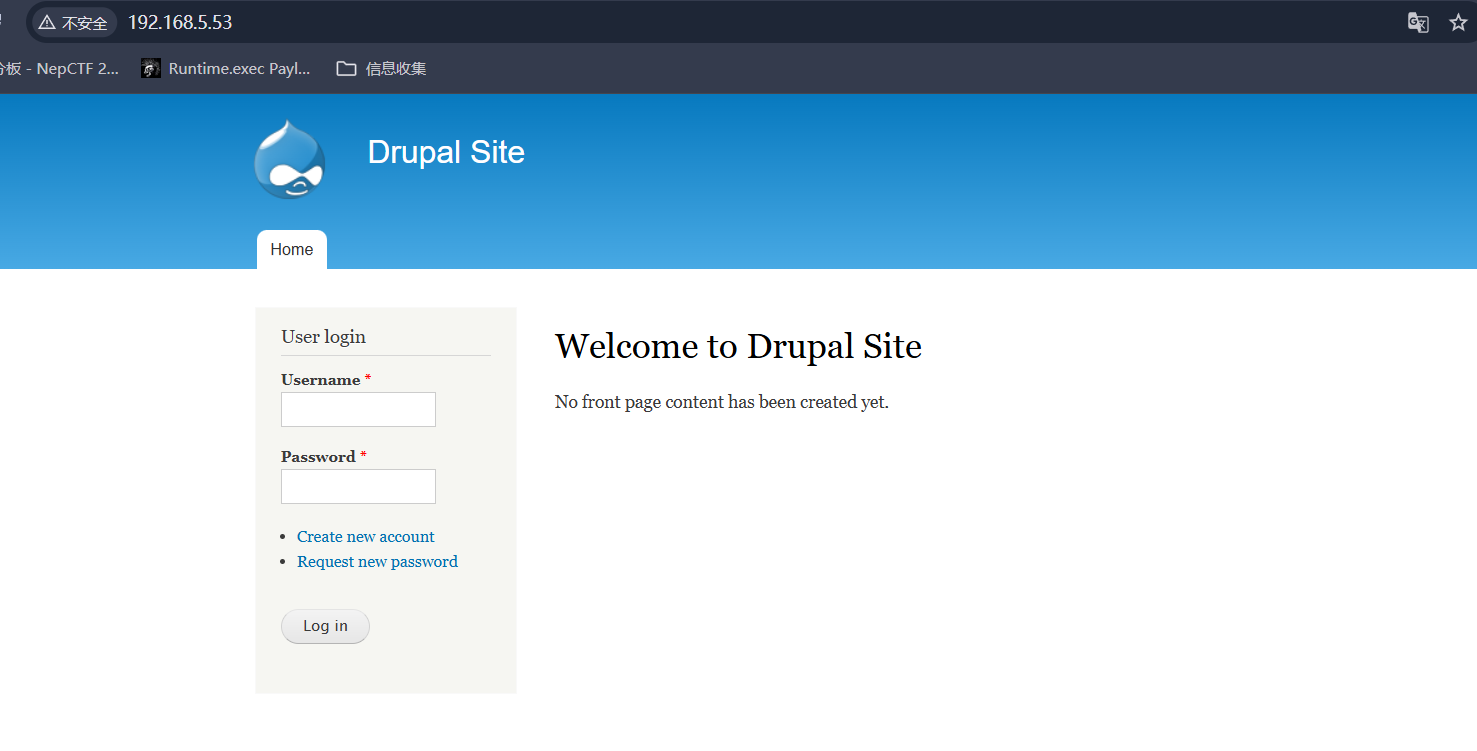 不安全 192.168.5.53
分板 - NepCTF 2... Runtime.exec Payl... 信息收集
Drupal Site
Home
User login
Username *
Password *
Create new account
Request new password
Log in
Welcome to Drupal Site
No front page content has been created yet.